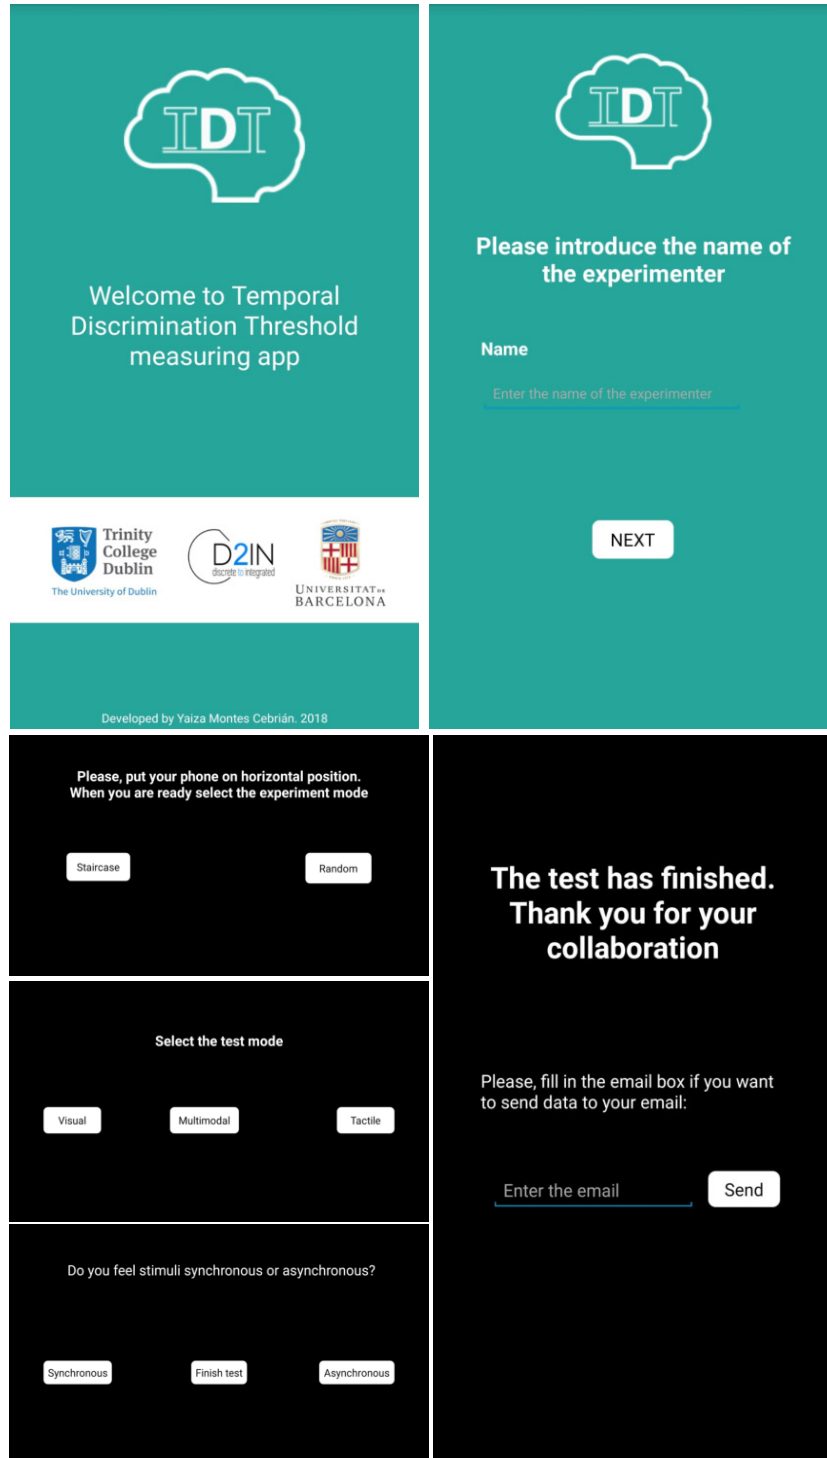 TDT
Welcome to Temporal
Discrimination Threshold
measuring app
Trinity
College
Dublin
The University of Dublin
D2IN
discrete to integrated
UNIVERSITAT DE
BARCELONA
Developed by Yaiza Montes Cebrián. 2018
TDT
Please introduce the name of
the experimenter
Name
Enter the name of the experimenter
NEXT
Please, put your phone on horizontal position.
When you are ready select the experiment mode
Staircase
Random
Select the test mode
Visual
Multimodal
Tactile
Do you feel stimuli synchronous or asynchronous?
Synchronous
Finish test
Asynchronous
The test has finished.
Thank you for your
collaboration
Please, fill in the email box if you want
to send data to your email:
Enter the email
Send